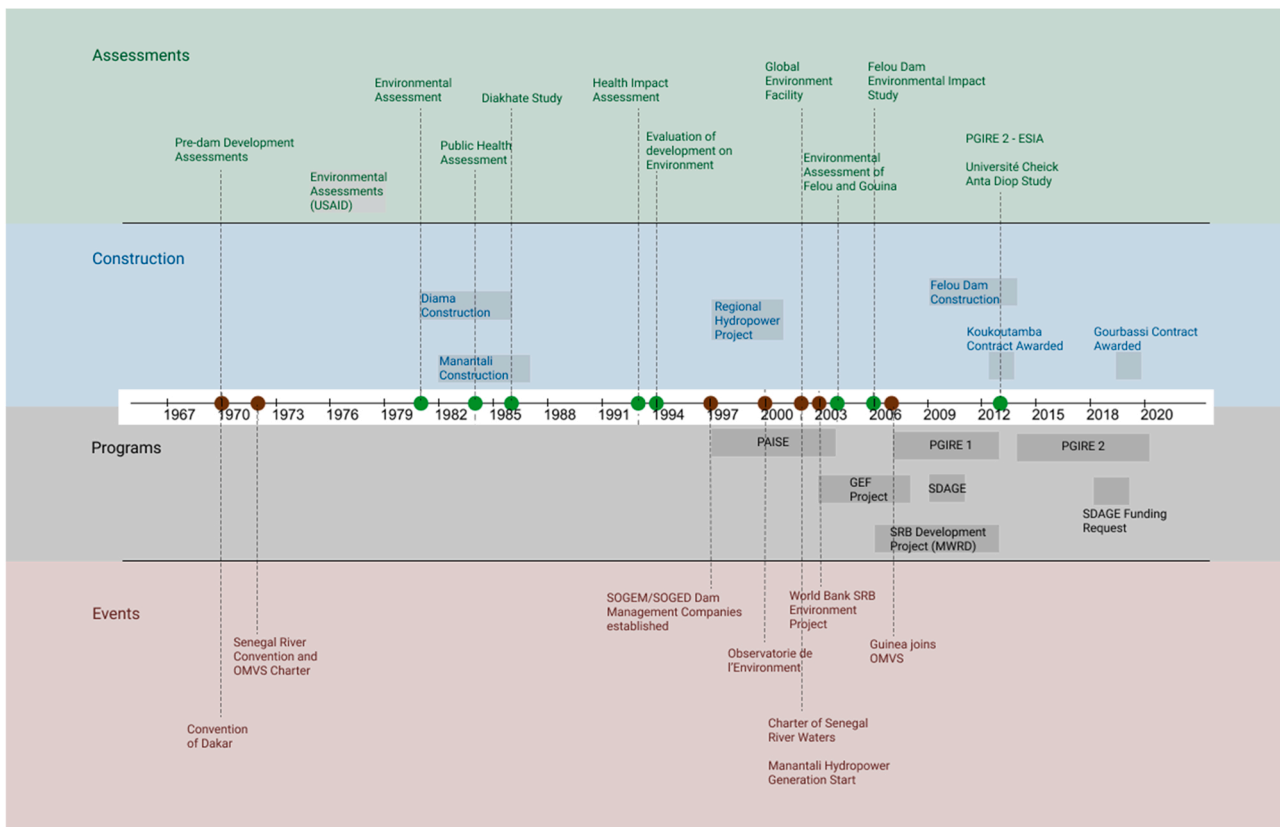 Assessments
Pre-dam Development
Assessments
Environmental
Assessments
(USAID)
Environmental
Assessment
Public Health
Assessment
Diakhate Study
Health Impact
Assessment
Evaluation of
development on
Environment
Global
Environment
Facility
Environmental
Assessment of
Felou and Gouina
Felou Dam
Environmental Impact
Study
PGIRE 2 - ESIA
Université Cheick
Anta Diop Study
Construction
Diama
Construction
Manantali
Construction
Regional
Hydropower
Project
Felou Dam
Construction
Koukoutamba
Contract Awarded
Gourbassi Contract
Awarded
1967 1970 1973 1976 1979 1982 1985 1988 1991 1994 1997 2000 2003 2006 2009 2012 2015 2018 2020
Programs
PAISE
PGIRE 1
PGIRE 2
GEF
Project
SDAGE
SDAGE Funding
Request
SRB Development
Project (MWRD)
Events
Convention
of Dakar
Senegal River
Convention and
OMVS Charter
SOGEM/SOGED Dam
Management Companies
established
Observatorie de
l'Environment
World Bank SRB
Environment
Project
Guinea joins
OMVS
Charter of Senegal
River Waters
Manantali Hydropower
Generation Start